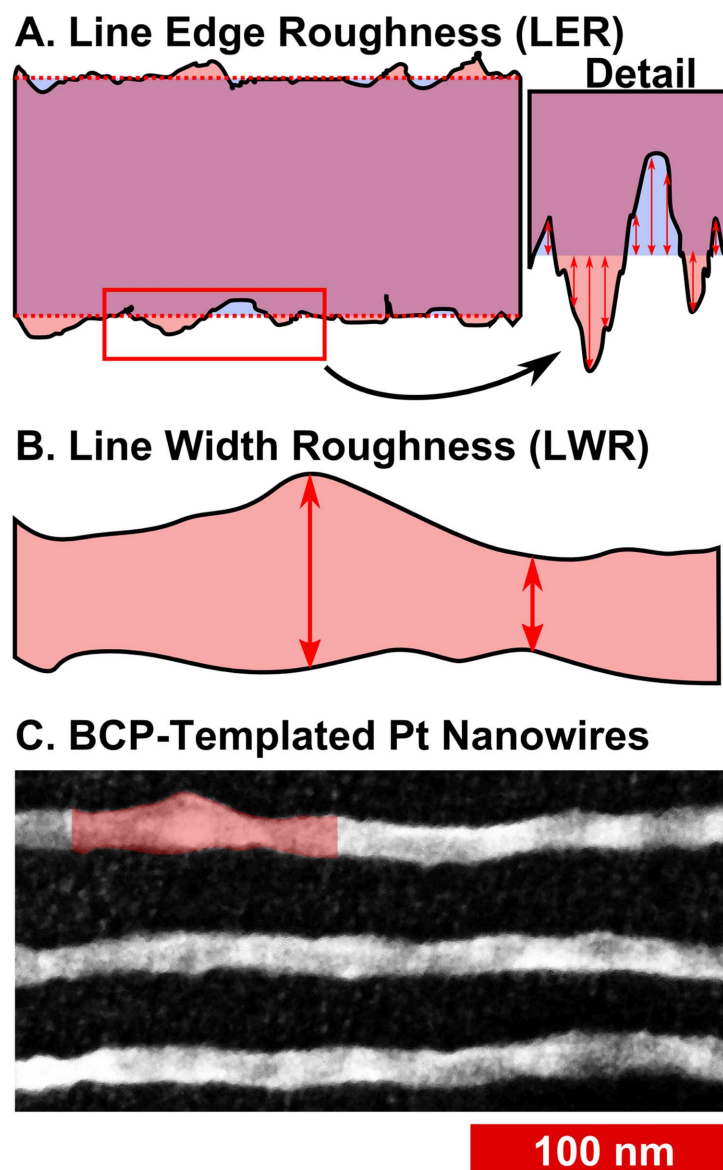 A. Line Edge Roughness (LER)
Detail
B. Line Width Roughness (LWR)
C. BCP-Templated Pt Nanowires
100 nm